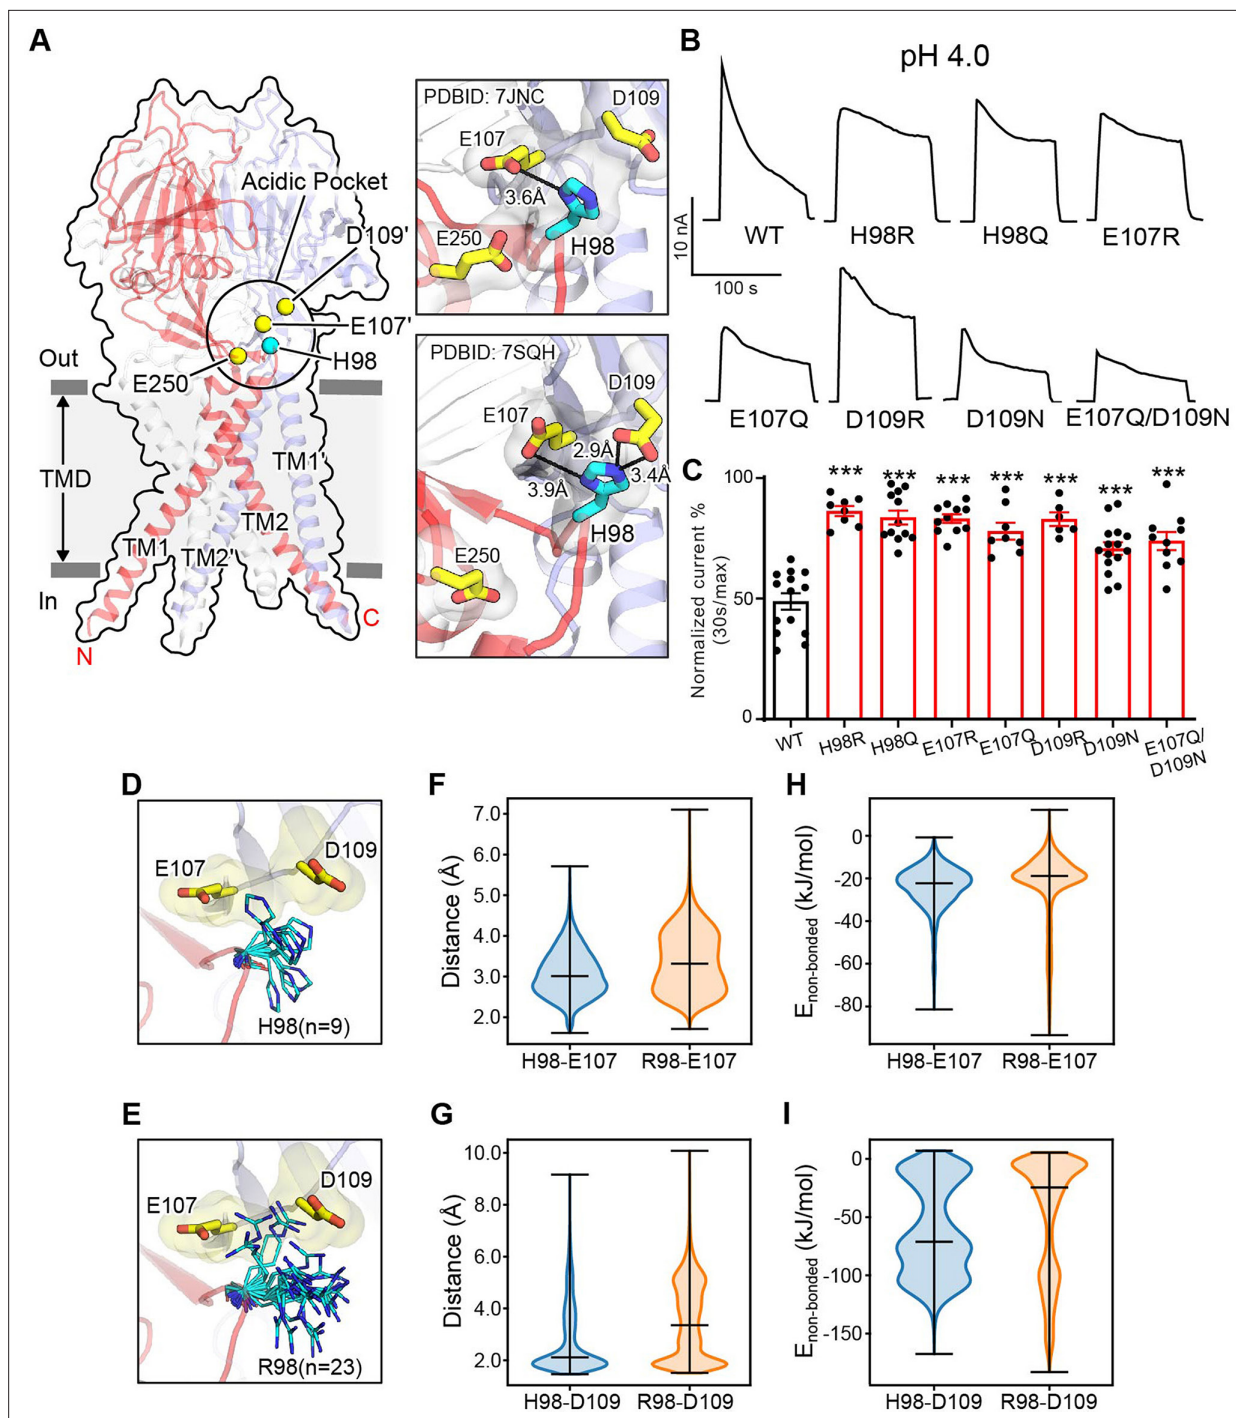 A
Acidic Pocket
D109'
E107'
H98
E250
Out
TMD
In
TM1'
TM2
TM1
TM2'
N
C
PDBID: 7JNC
D109
E107
3.6Å
E250
H98
PDBID: 7SQH
D109
E107
2.9Å
3.9Å
3.4Å
H98
E250
B
pH 4.0
10 nA
100 s
WT
H98R
H98Q
E107R
E107Q
D109R
D109N
E107Q/D109N
C
Normalized current %
(30s/max)
100
50
0
***
***
***
***
***
***
***
WT
H98R
H98Q
E107R
E107Q
D109R
D109N
E107Q/
D109N
D
E107
D109
H98(n=9)
F
Distance (Å)
7.0
6.0
5.0
4.0
3.0
2.0
H98-E107
R98-E107
H
Enon-bonded (kJ/mol)
0
-20
-40
-60
-80
H98-E107
R98-E107
E
E107
D109
R98(n=23)
G
Distance (Å)
10.0
8.0
6.0
4.0
2.0
H98-D109
R98-D109
I
Enon-bonded (kJ/mol)
0
-50
-100
-150
H98-D109
R98-D109